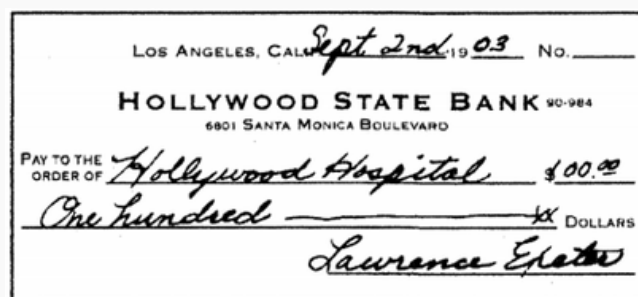 LOS ANGELES, CAL. Sept 2nd 19 03 No.
HOLLYWOOD STATE BANK 90-984
6801 SANTA MONICA BOULEVARD
PAY TO THE
ORDER OF Hollywood Hospital $00.00
One hundred xx DOLLARS
Lawrance